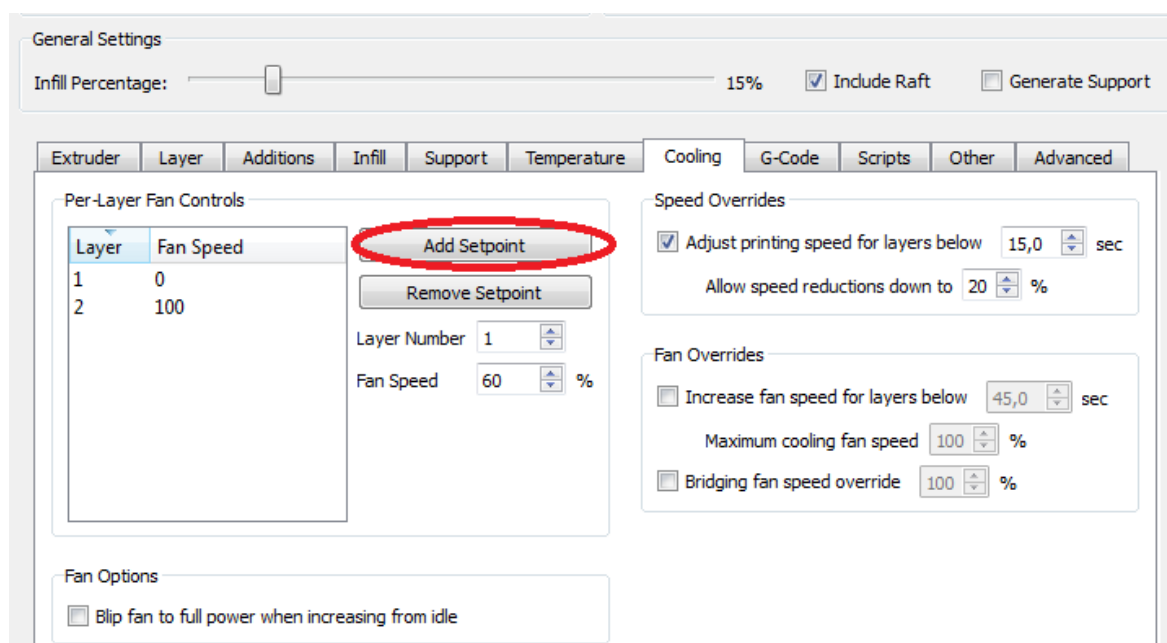 General Settings
Infill Percentage: 15% Include Raft Generate Support
Extruder Layer Additions Infill Support Temperature Cooling G-Code Scripts Other Advanced
Per-Layer Fan Controls
Layer Fan Speed
1 0
2 100
Add Setpoint
Remove Setpoint
Layer Number 1
Fan Speed 60 %
Speed Overrides
Adjust printing speed for layers below 15,0 sec
Allow speed reductions down to 20 %
Fan Overrides
Increase fan speed for layers below 45,0 sec
Maximum cooling fan speed 100 %
Bridging fan speed override 100 %
Fan Options
Blip fan to full power when increasing from idle